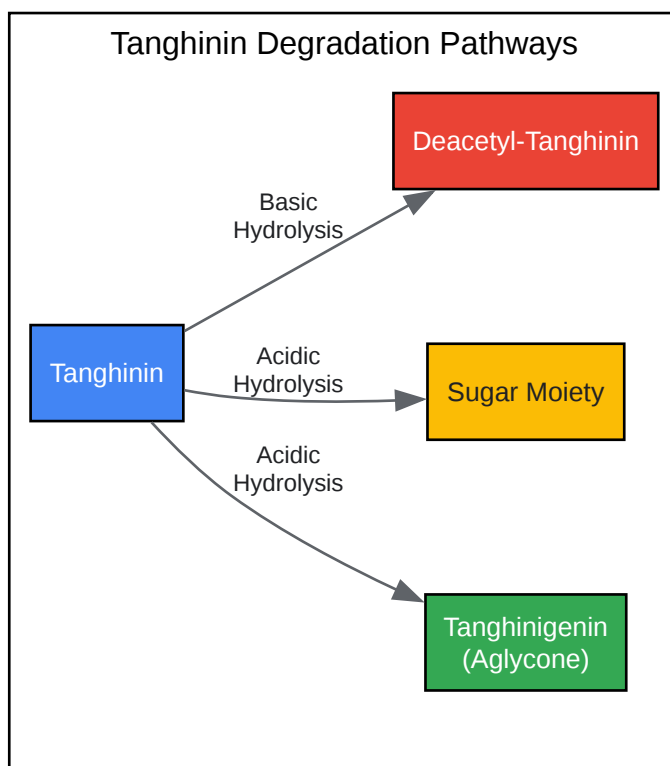 Tanghinin Degradation Pathways
Deacetyl-Tanghinin
Basic
Hydrolysis
Tanghinin
Acidic
Hydrolysis
Sugar Moiety
Acidic
Hydrolysis
Tanghinigenin
(Aglycone)